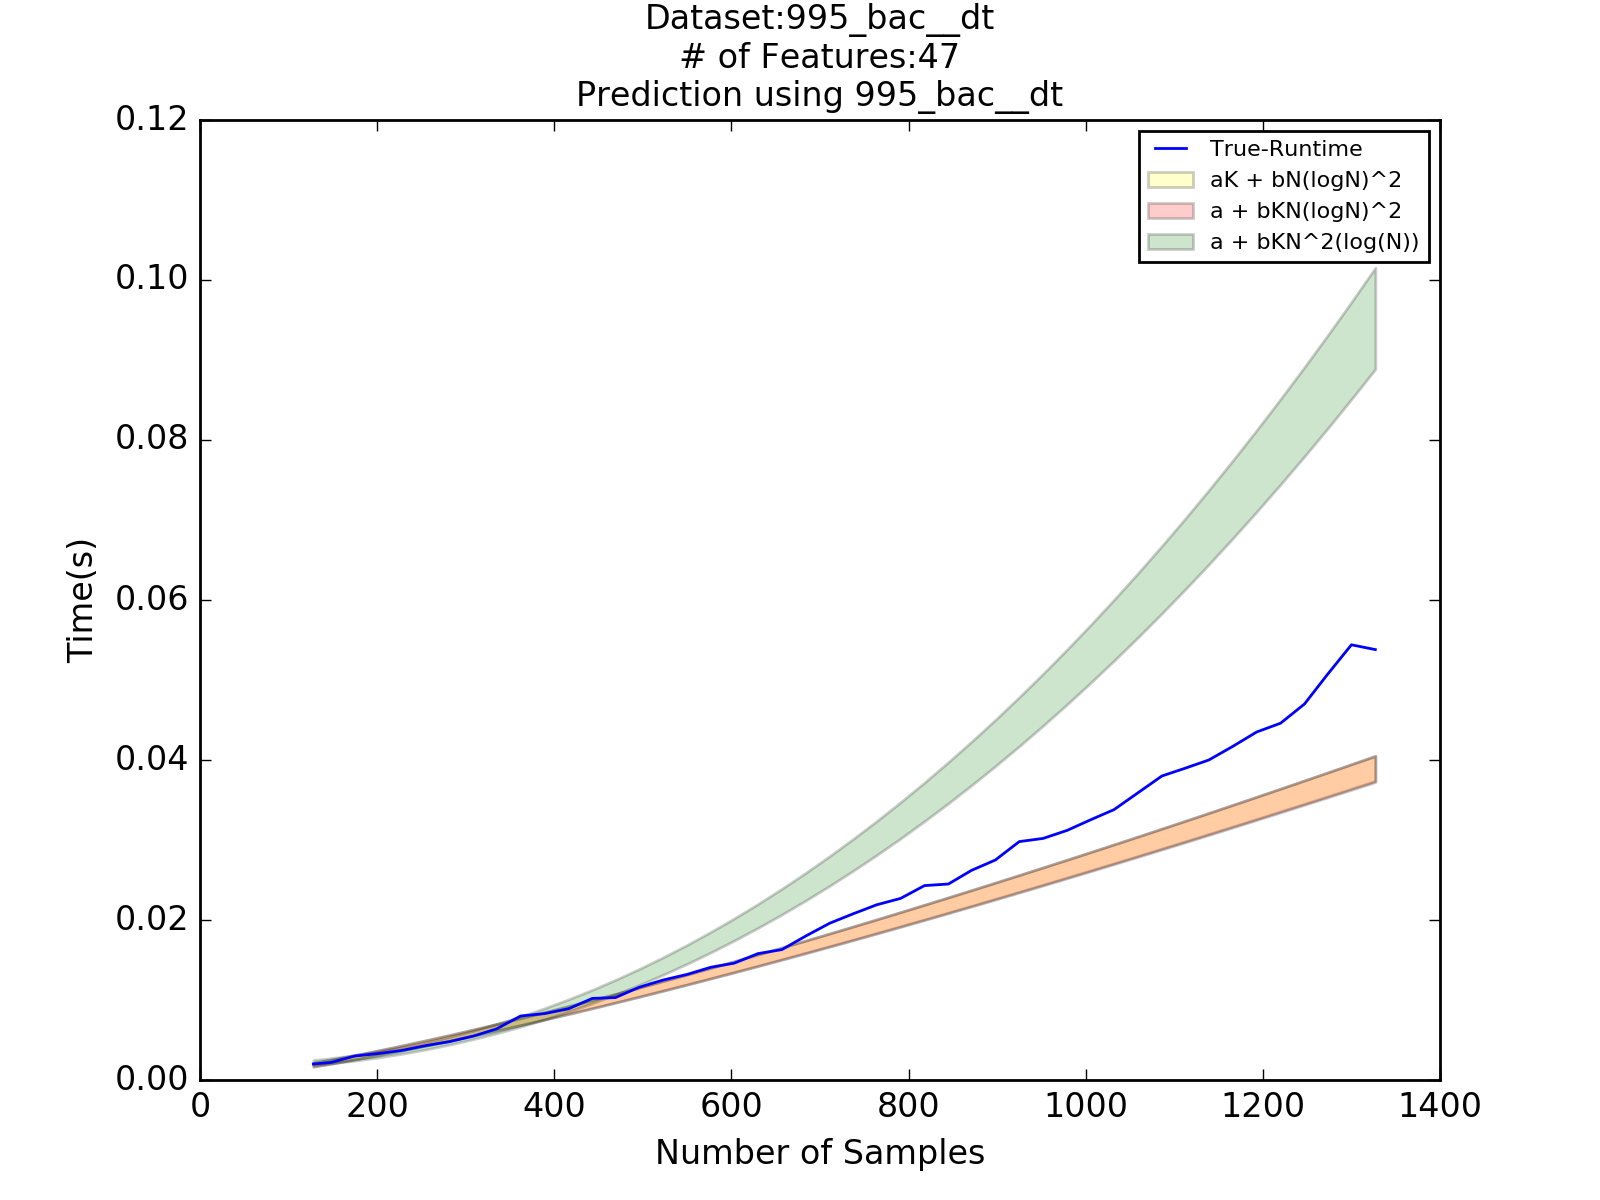 Dataset:995_bac__dt
# of Features:47
Prediction using 995_bac__dt
0.12
0.10
0.08
0.06
0.04
0.02
0.00
Time(s)
True-Runtime
aK + bN(logN)^2
a + bKN(logN)^2
a + bKN^2(log(N))
0 200 400 600 800 1000 1200 1400
Number of Samples